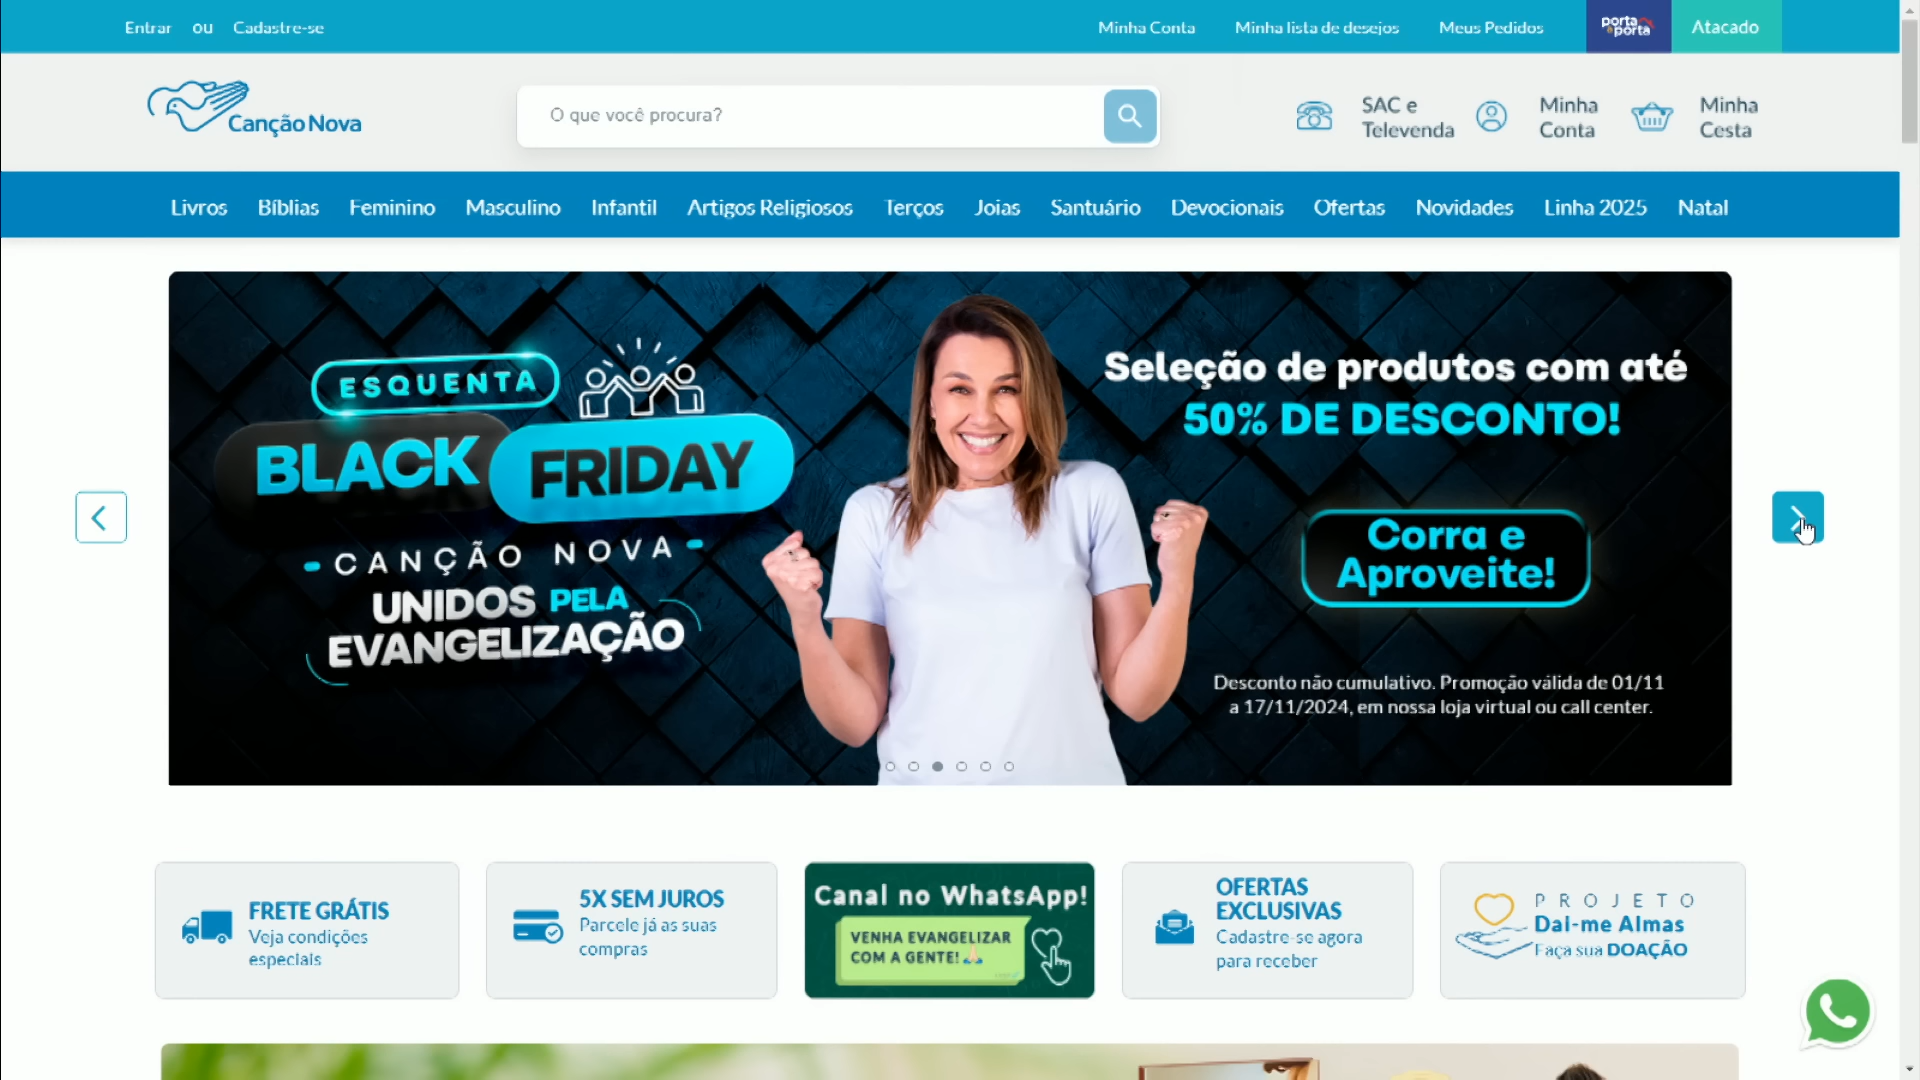 Entrar ou Cadastre-se
Minha Conta
Minha lista de desejos
Meus Pedidos
porta a porta
Atacado
Canção Nova
O que você procura?
SAC e
Televenda
Minha
Conta
Minha
Cesta
Livros
Bíblias
Feminino
Masculino
Infantil
Artigos Religiosos
Terços
Joias
Santuário
Devocionais
Ofertas
Novidades
Linha 2025
Natal
ESQUENTA
BLACK FRIDAY
CANÇÃO NOVA
UNIDOS PELA
EVANGELIZAÇÃO
Seleção de produtos com até
50% DE DESCONTO!
Corra e
Aproveite!
Desconto não cumulativo. Promoção válida de 01/11
a 17/11/2024, em nossa loja virtual ou call center.
FRETE GRÁTIS
Veja condições
especiais
5X SEM JUROS
Parcele já as suas
compras
Canal no WhatsApp!
VENHA EVANGELIZAR
COM A GENTE!
OFERTAS
EXCLUSIVAS
Cadastre-se agora
para receber
PROJETO
Dai-me Almas
Faça sua DOAÇÃO